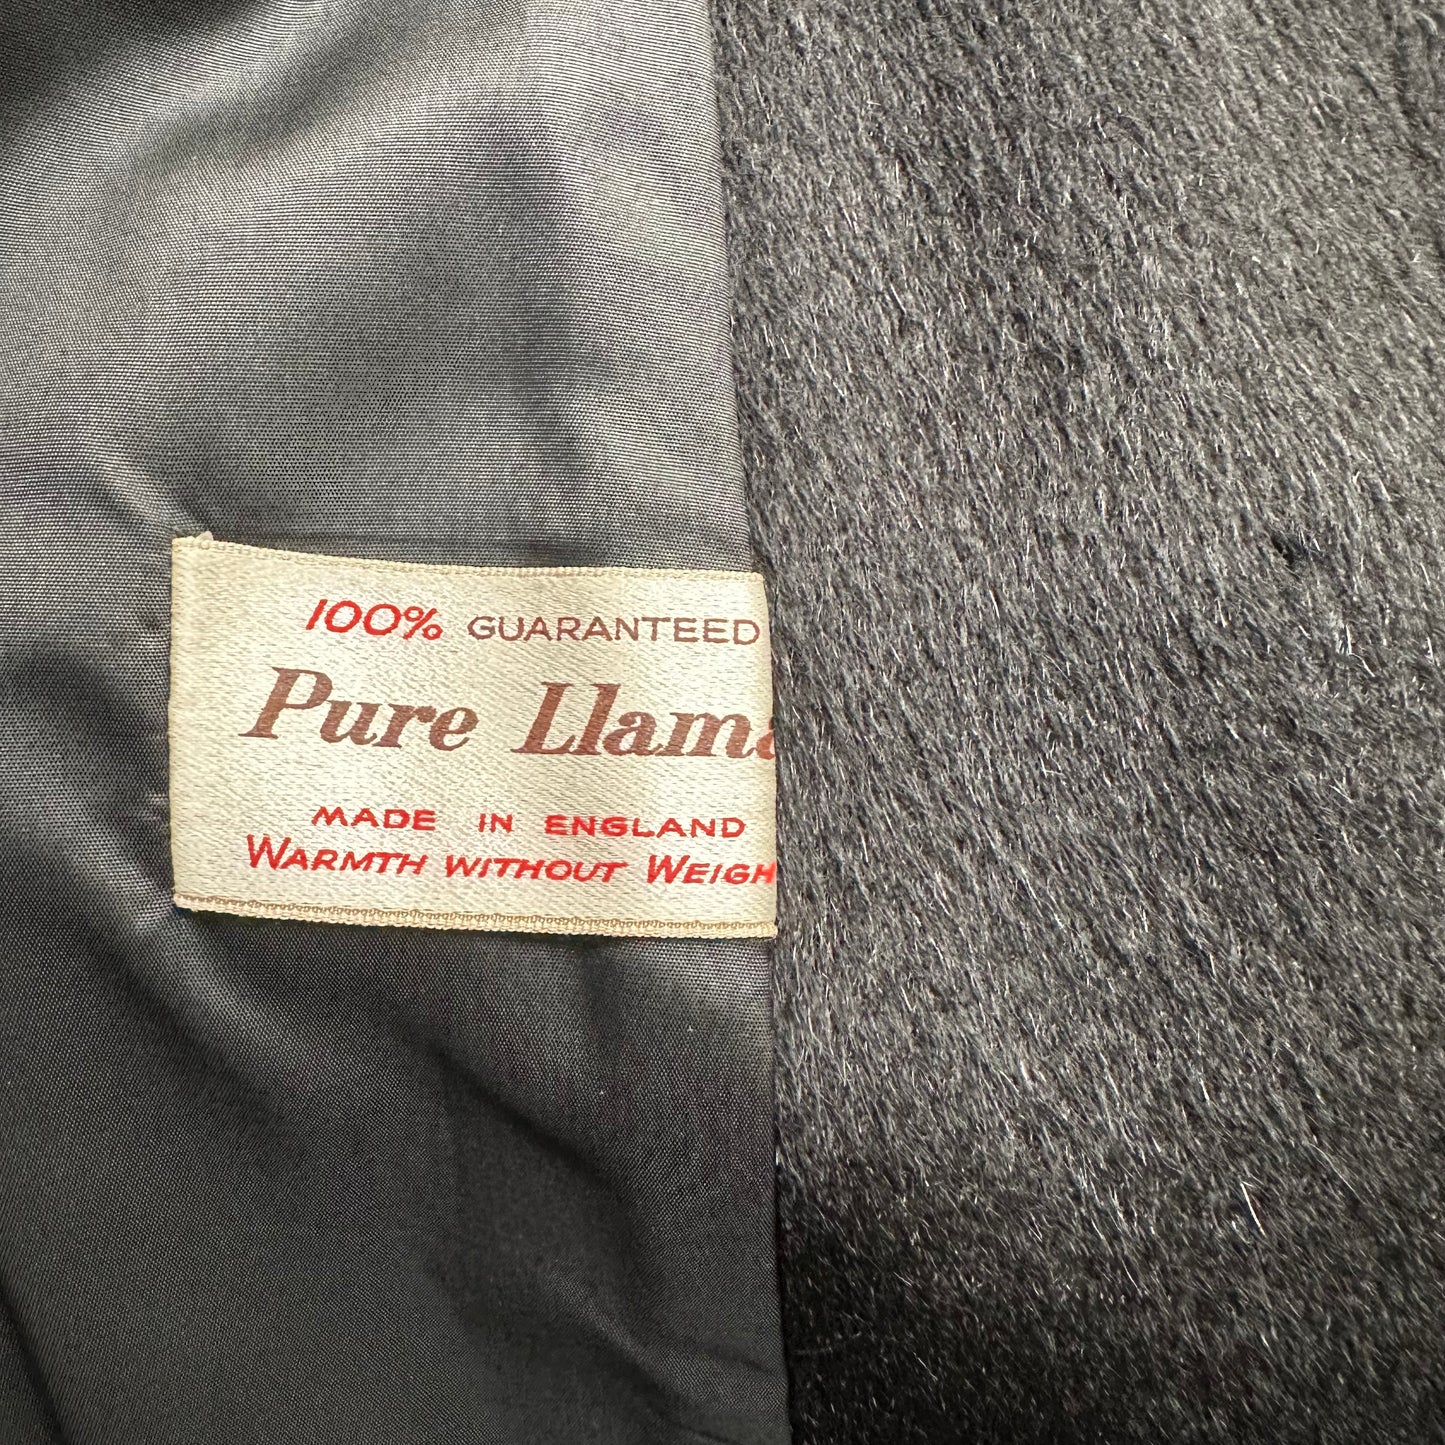 100% GUARANTEED
Pure Llama
MADE IN ENGLAND
WARMTH WITHOUT WEIGH